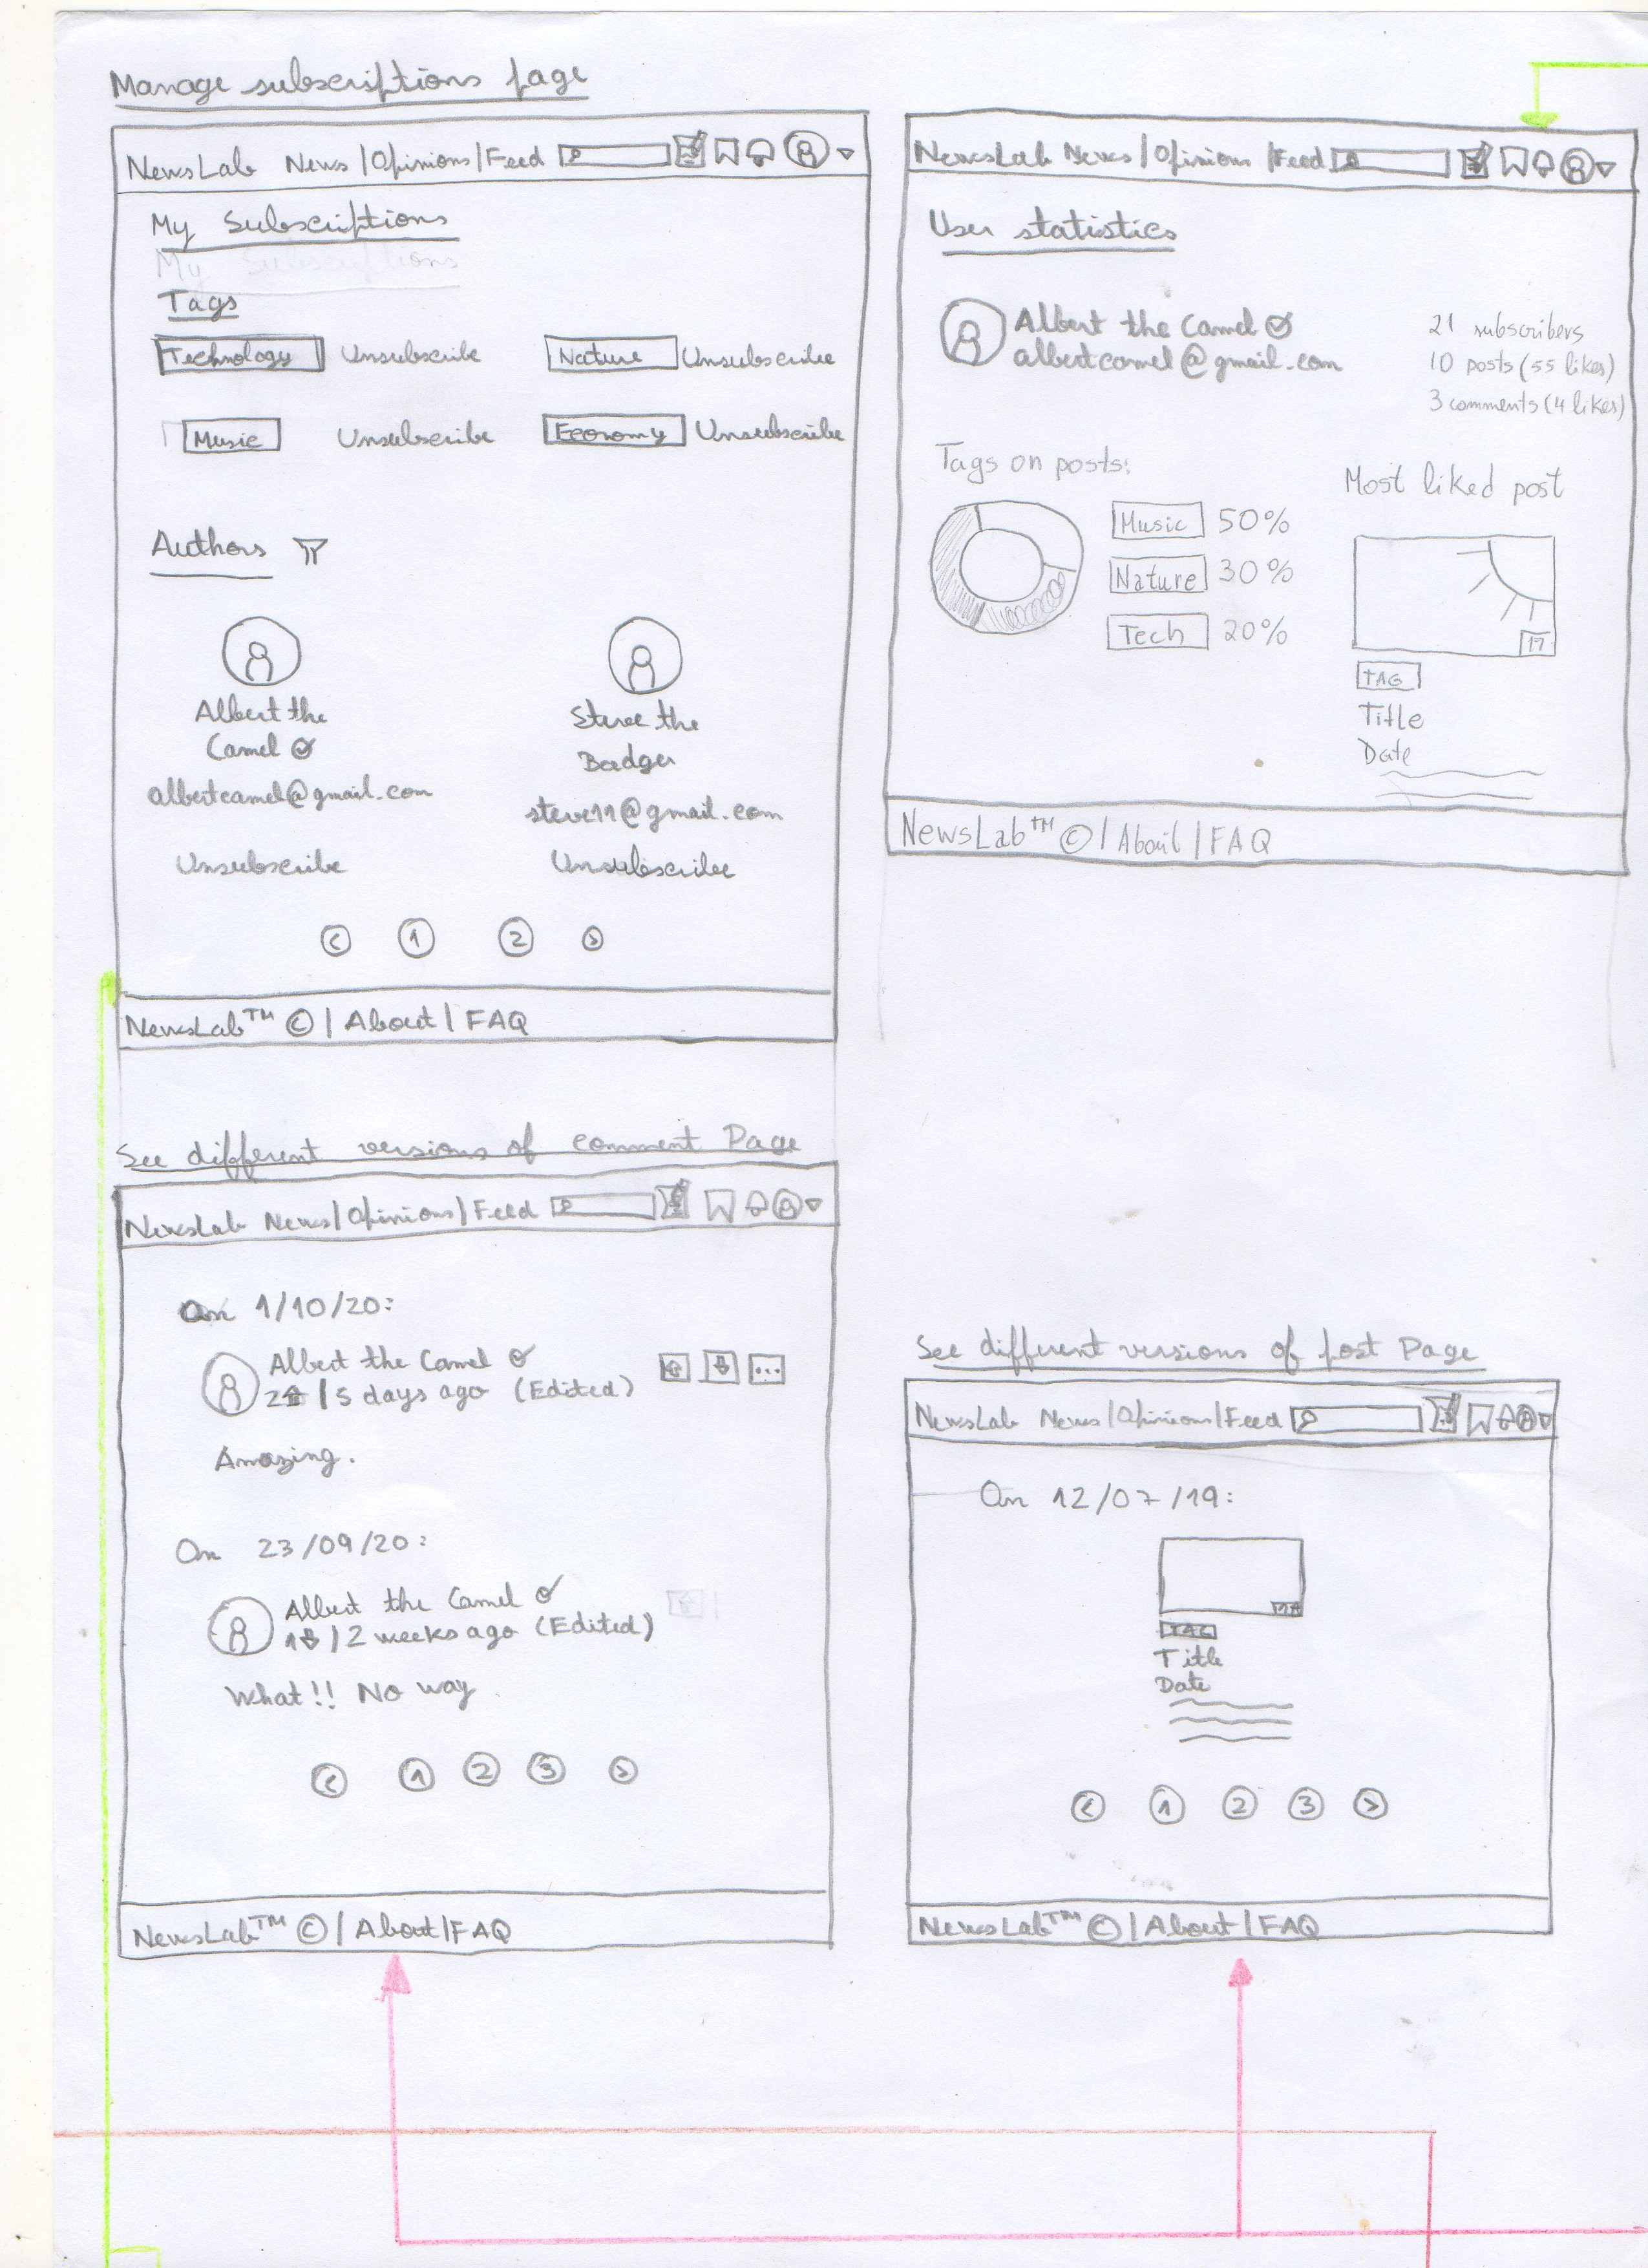 Manage subscriptions page
NewsLab News | Opinions | Feed
My Subscriptions
My Subscriptions
Tags
Technology Unsubscribe Nature Unsubscribe
Music Unsubscribe Economy Unsubscribe
Authors
Albert the
Camel
albertcamel@gmail.com
Unsubscribe
Steve the
Badger
steve11@gmail.com
Unsubscribe
< 1 2 >
NewsLab™ © | About | FAQ
NewsLab News | Opinions | Feed
User statistics
Albert the Camel
albertcamel@gmail.com
21 subscribers
10 posts (55 likes)
3 comments (4 likes)
Tags on posts:
Music 50%
Nature 30%
Tech 20%
Most liked post
17
TAG
Title
Date
NewsLab™ © | About | FAQ
See different versions of comment Page
NewsLab News | Opinions | Feed
On 1/10/20:
Albert the Camel
2 | 5 days ago (Edited)
...
Amazing.
On 23/09/20:
Albert the Camel
1 | 2 weeks ago (Edited)
What!! No way
< 1 2 3 >
NewsLab™ © | About | FAQ
See different versions of post Page
NewsLab News | Opinions | Feed
On 12/07/19:
TAG
Title
Date
< 1 2 3 >
NewsLab™ © | About | FAQ